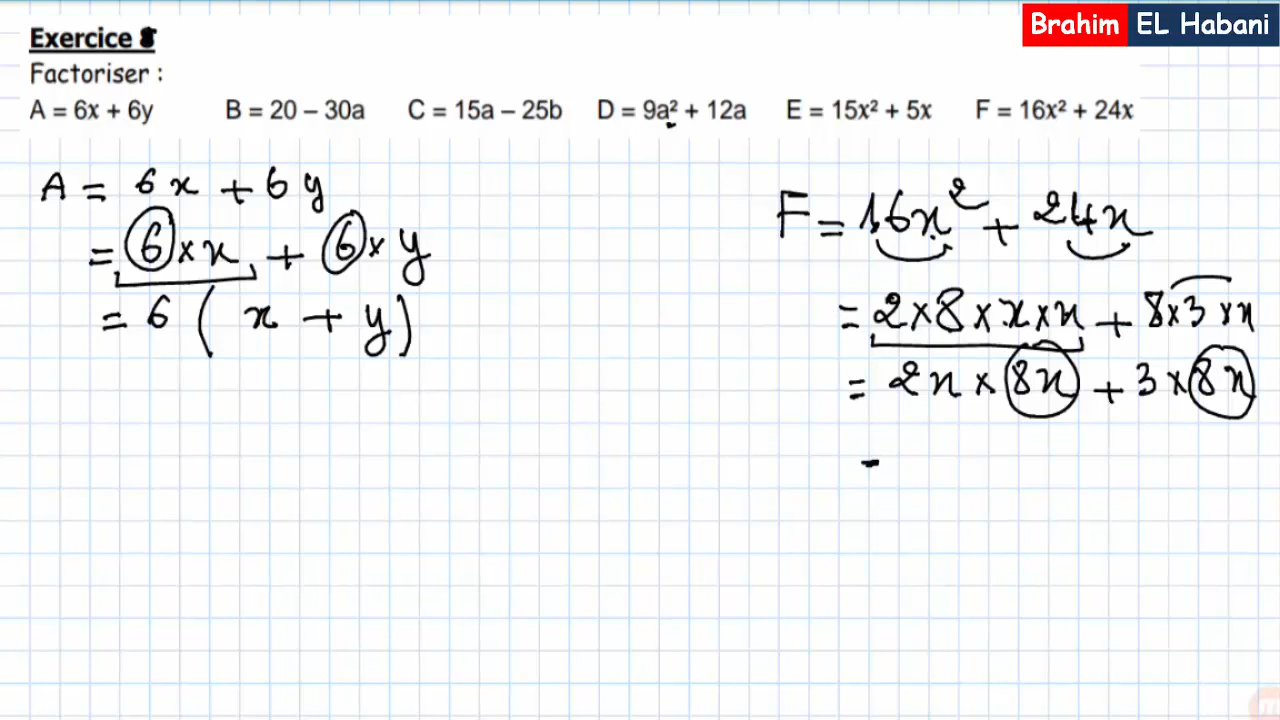 Brahim EL Habani
Exercice 8
Factoriser :
A = 6x + 6y B = 20 – 30a C = 15a – 25b D = 9a² + 12a E = 15x² + 5x F = 16x² + 24x
A = 6x + 6y
= 6 × x + 6 × y
= 6 ( x + y )
F = 16x² + 24x
= 2 × 8 × x × x + 8 × 3 × x
= 2x × 8x + 3 × 8x